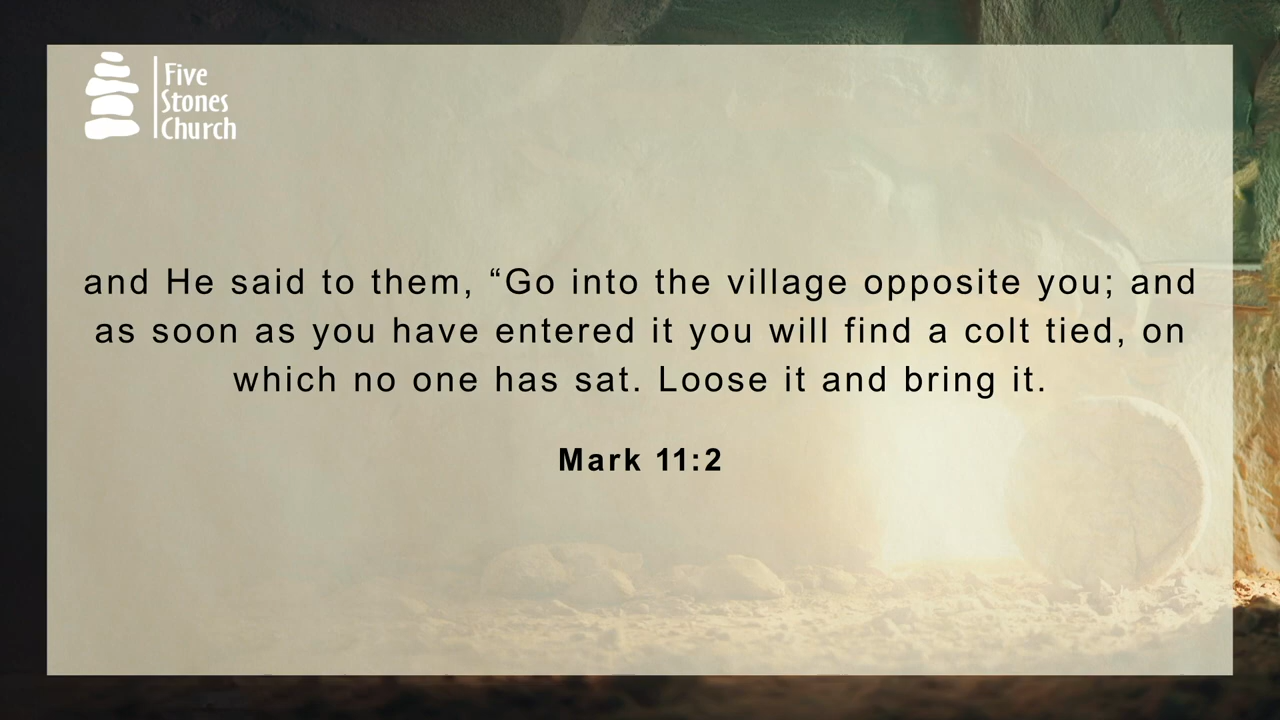 Five
Stones
Church
and He said to them, “Go into the village opposite you; and
as soon as you have entered it you will find a colt tied, on
which no one has sat. Loose it and bring it.
Mark 11:2